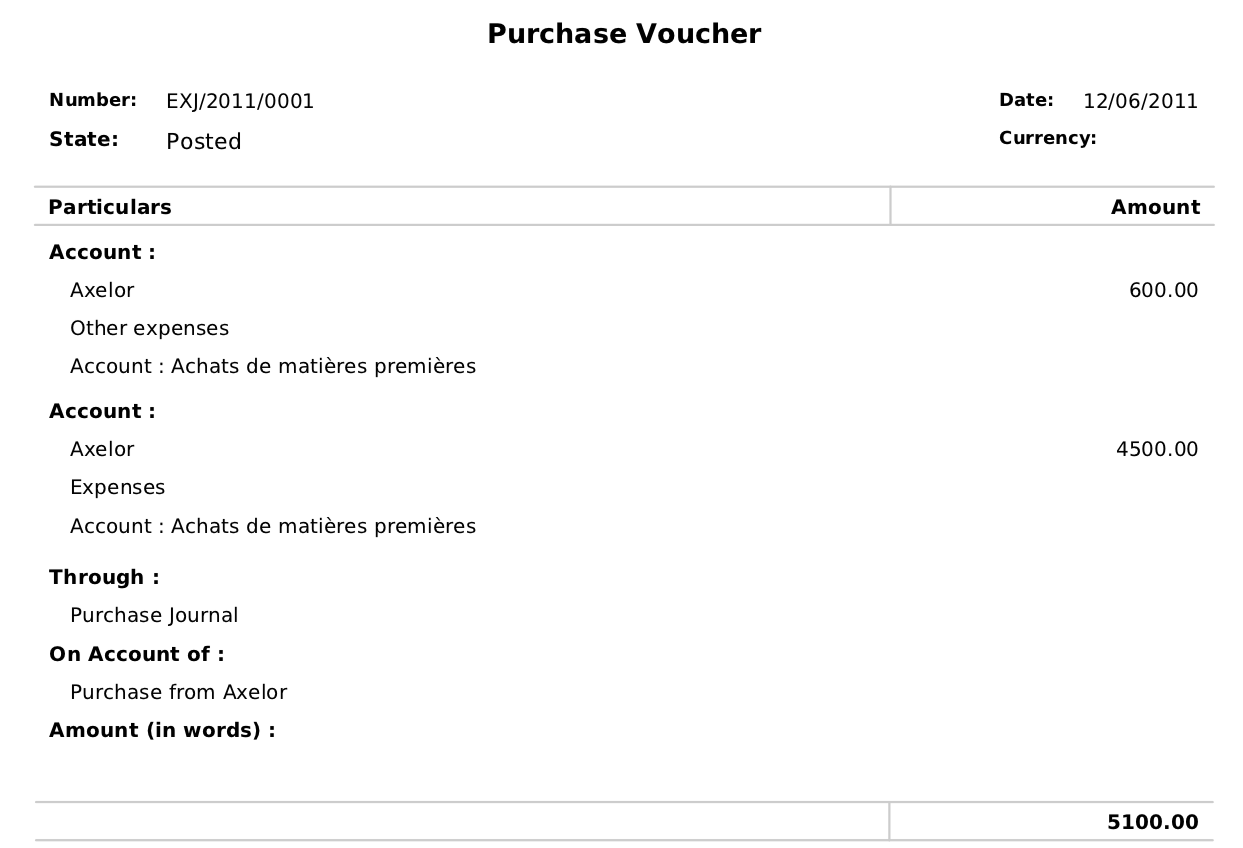 Purchase Voucher
Number: EXJ/2011/0001 Date: 12/06/2011
State: Posted Currency:
Particulars Amount
Account :
Axelor 600.00
Other expenses
Account : Achats de matières premières
Account :
Axelor 4500.00
Expenses
Account : Achats de matières premières
Through :
Purchase Journal
On Account of :
Purchase from Axelor
Amount (in words) :
5100.00